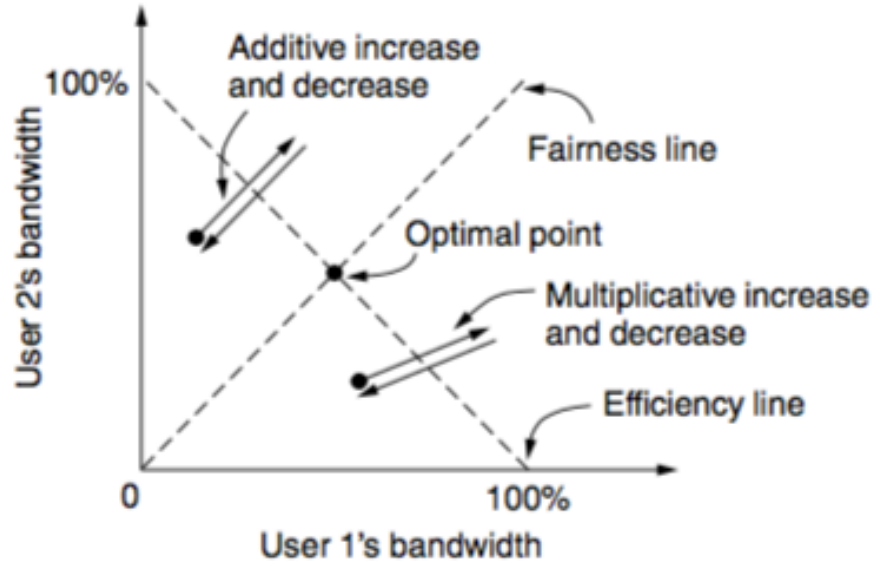 Additive increase
and decrease
100%
Fairness line
User 2's bandwidth
Optimal point
Multiplicative increase
and decrease
Efficiency line
0
100%
User 1's bandwidth